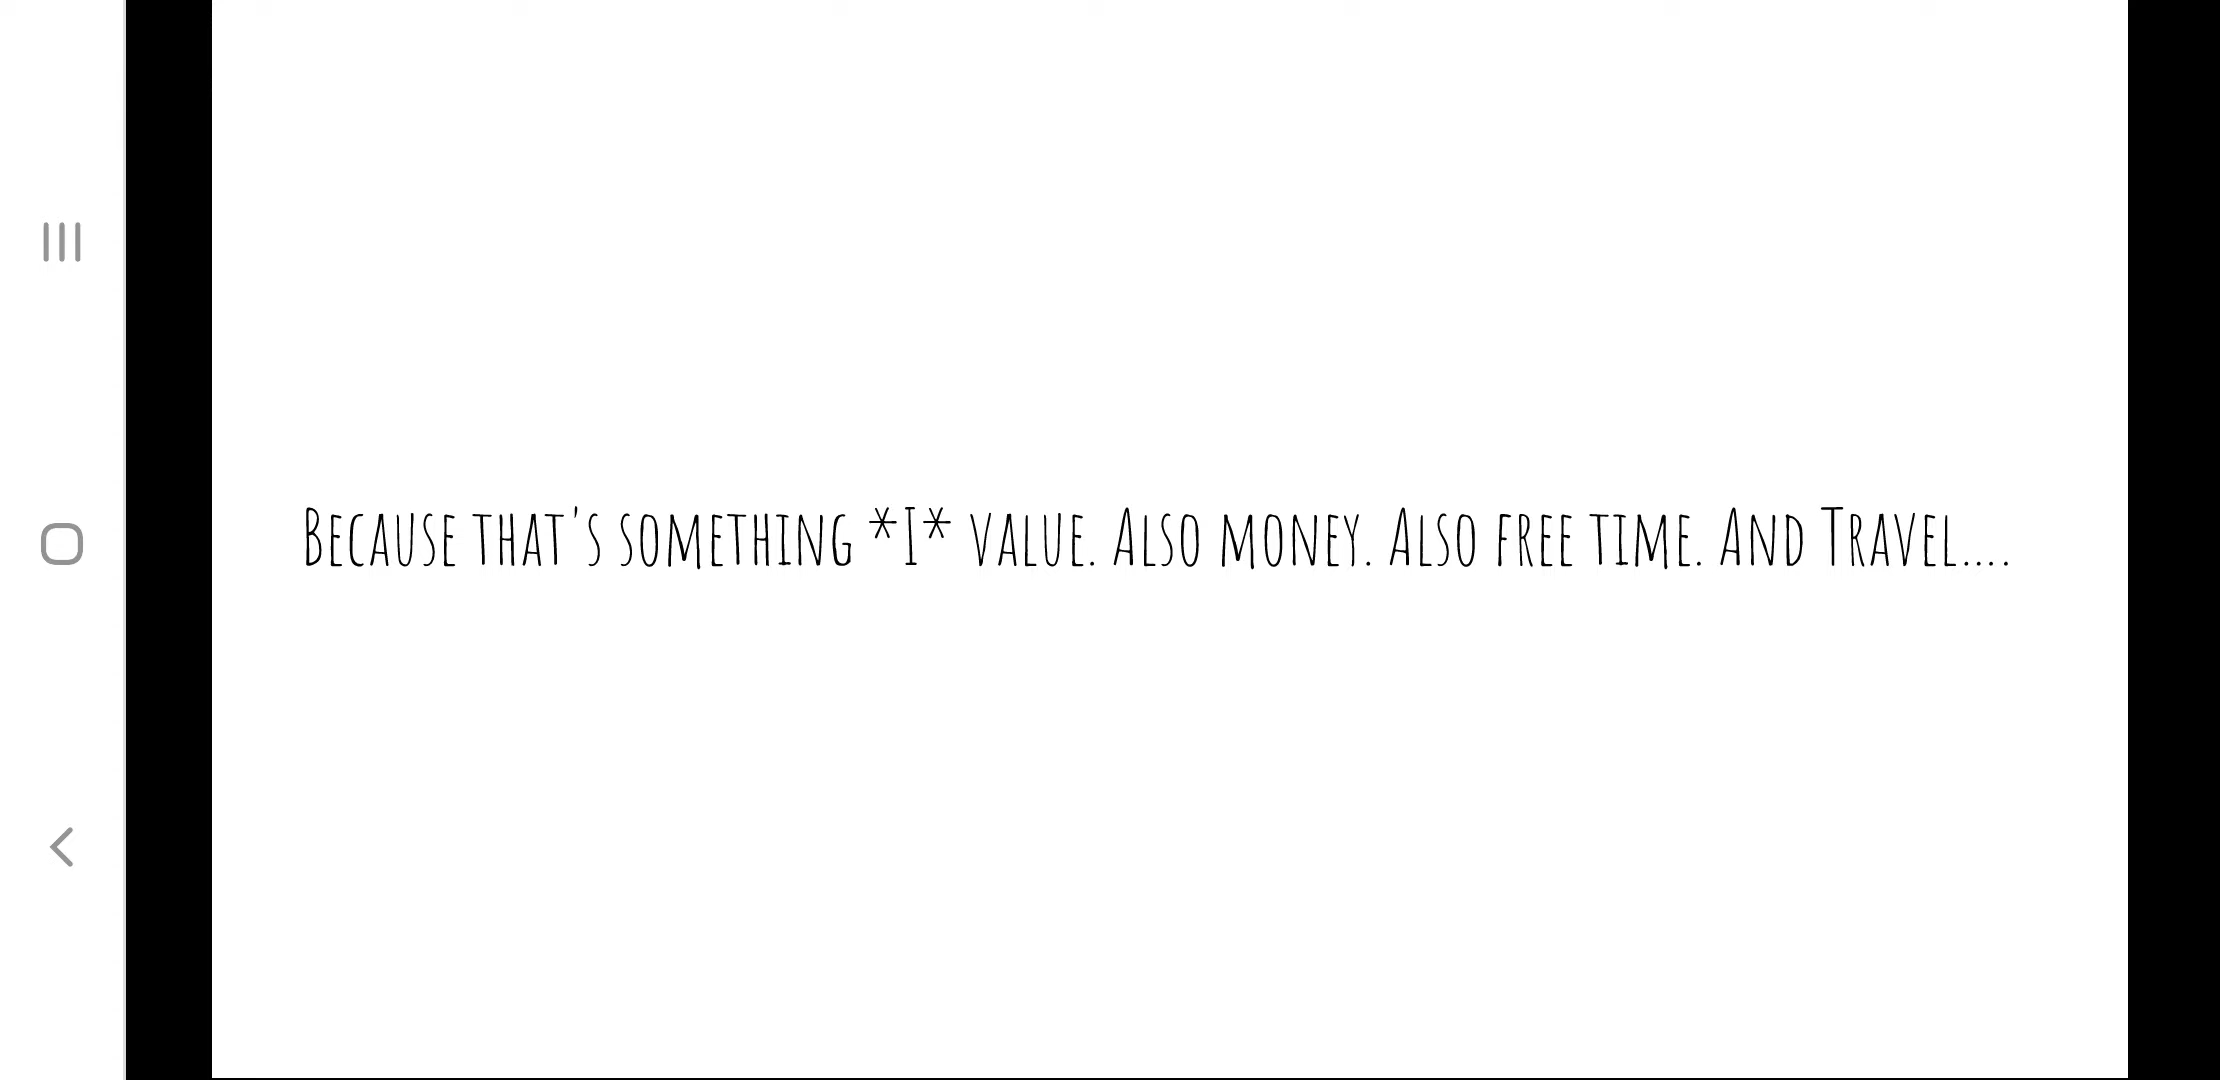 Because that's something *I* value. Also money. Also free time. And Travel....